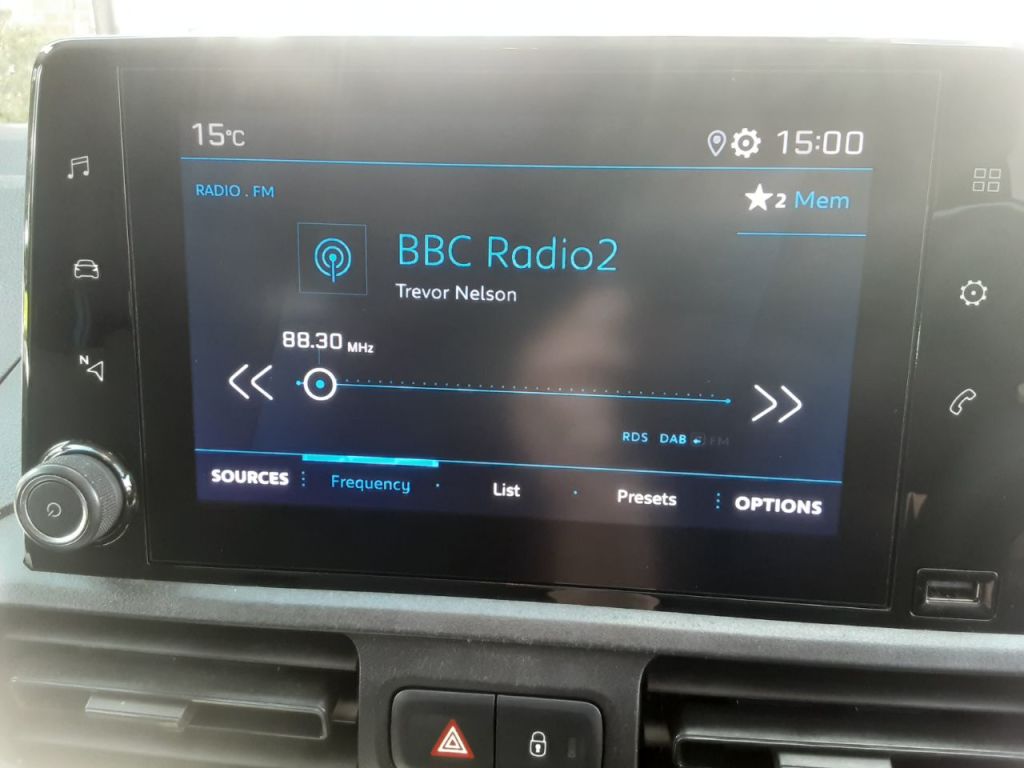 15°C 15:00
RADIO . FM
2 Mem
BBC Radio2
Trevor Nelson
88.30 MHz
N
RDS DAB FM
SOURCES Frequency List Presets OPTIONS